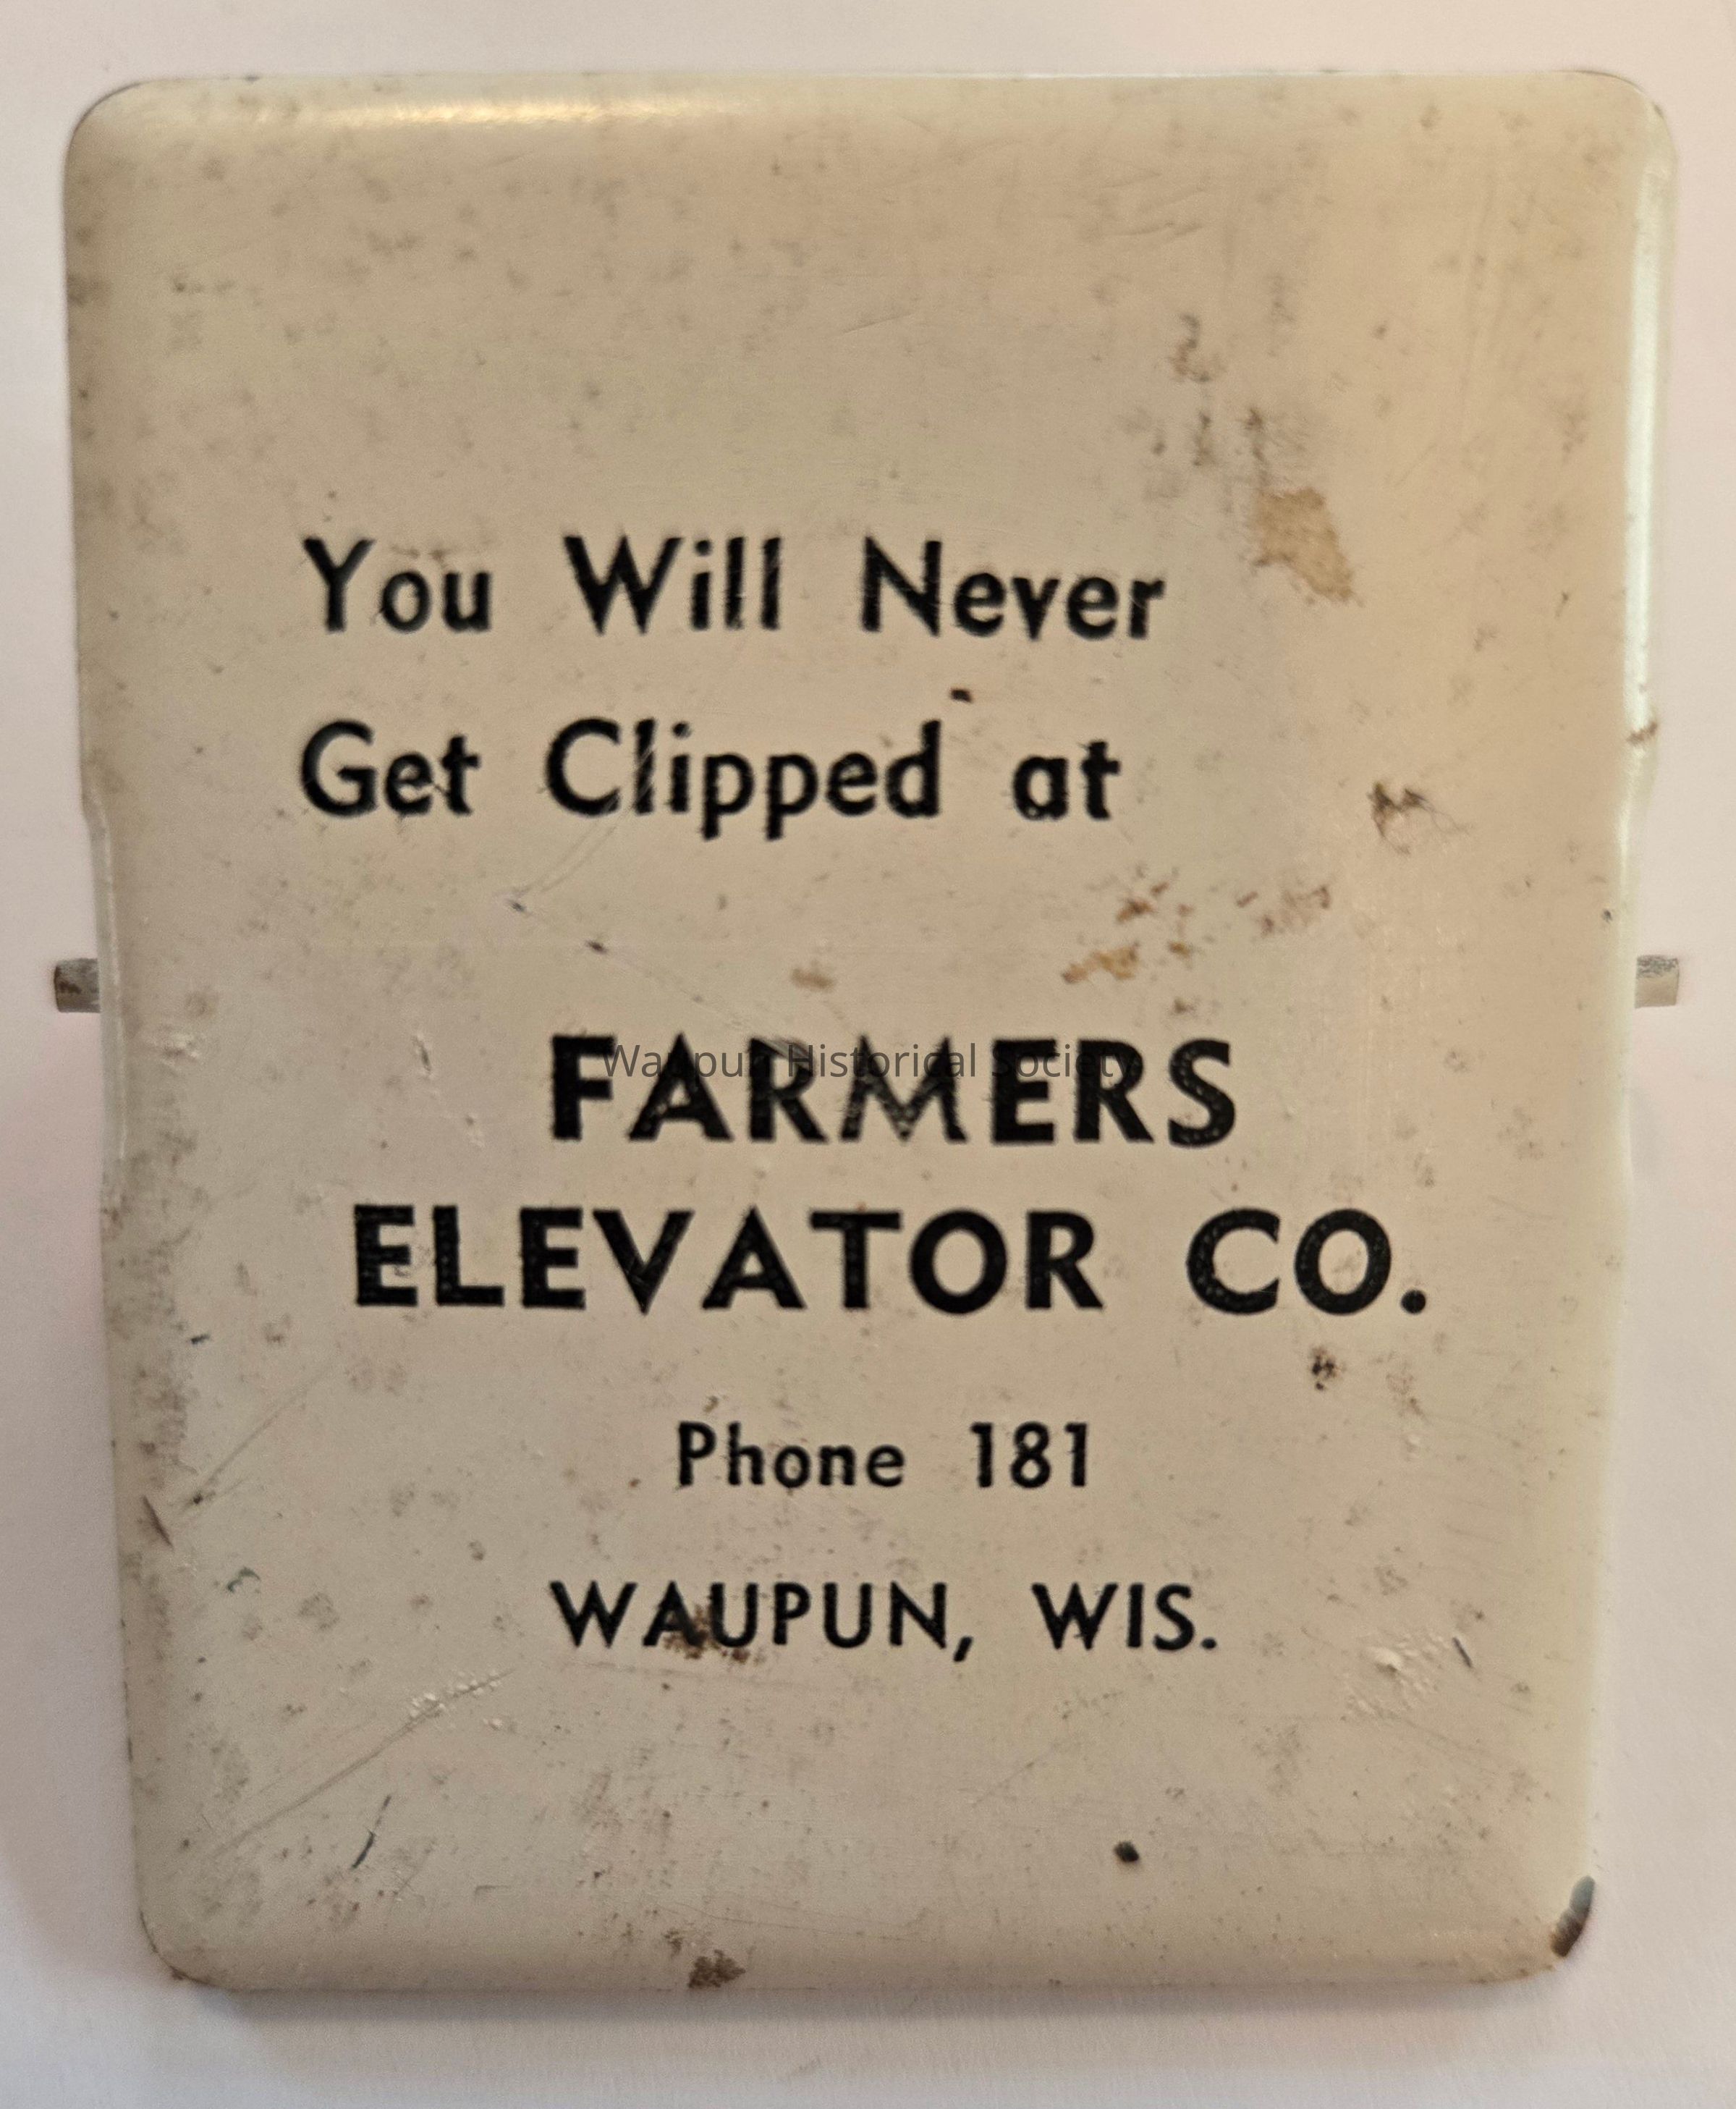 You Will Never
Get Clipped at
FARMERS
Waupun Historical Society
ELEVATOR CO.
Phone 181
WAUPUN, WIS.